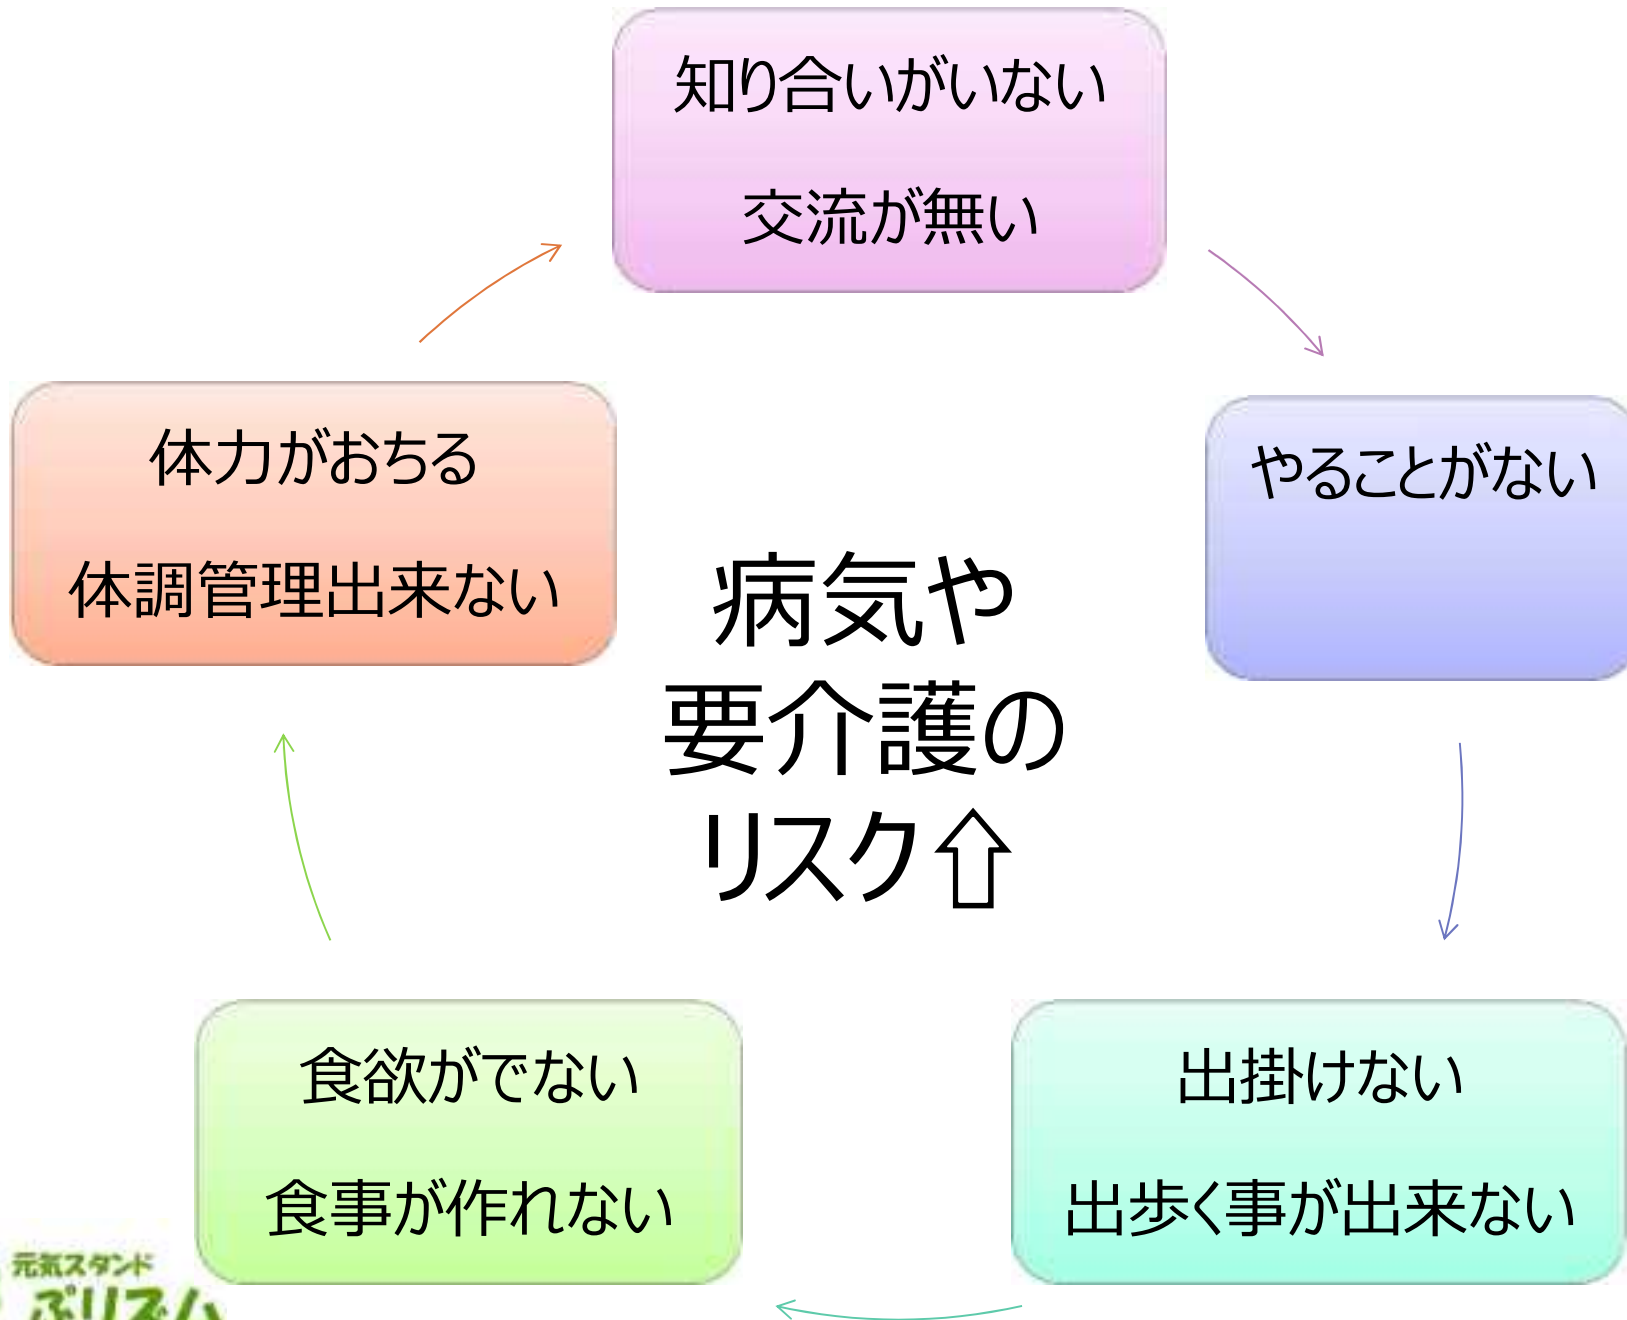 知り合いがいない
交流が無い
やることがない
出掛けない
出歩く事が出来ない
食欲がでない
食事が作れない
体力がおちる
体調管理出来ない
病気や
要介護の
リスク⇧
元気スタンド
ぷリズム